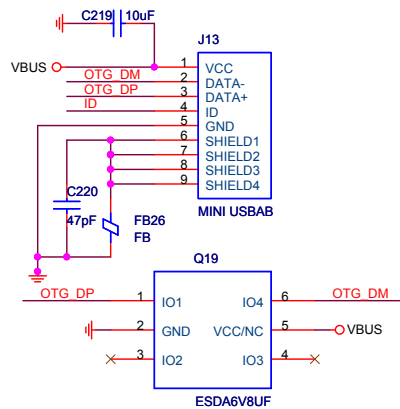 C219 10uF
J13
VBUS
1 VCC
OTG_DM 2 DATA-
OTG_DP 3 DATA+
ID 4 ID
5 GND
6 SHIELD1
7 SHIELD2
8 SHIELD3
9 SHIELD4
C220
47pF
FB26
FB
MINI USBAB
Q19
OTG_DP 1 IO1 IO4 6 OTG_DM
2 GND VCC/NC 5 VBUS
3 IO2 IO3 4
ESDA6V8UF